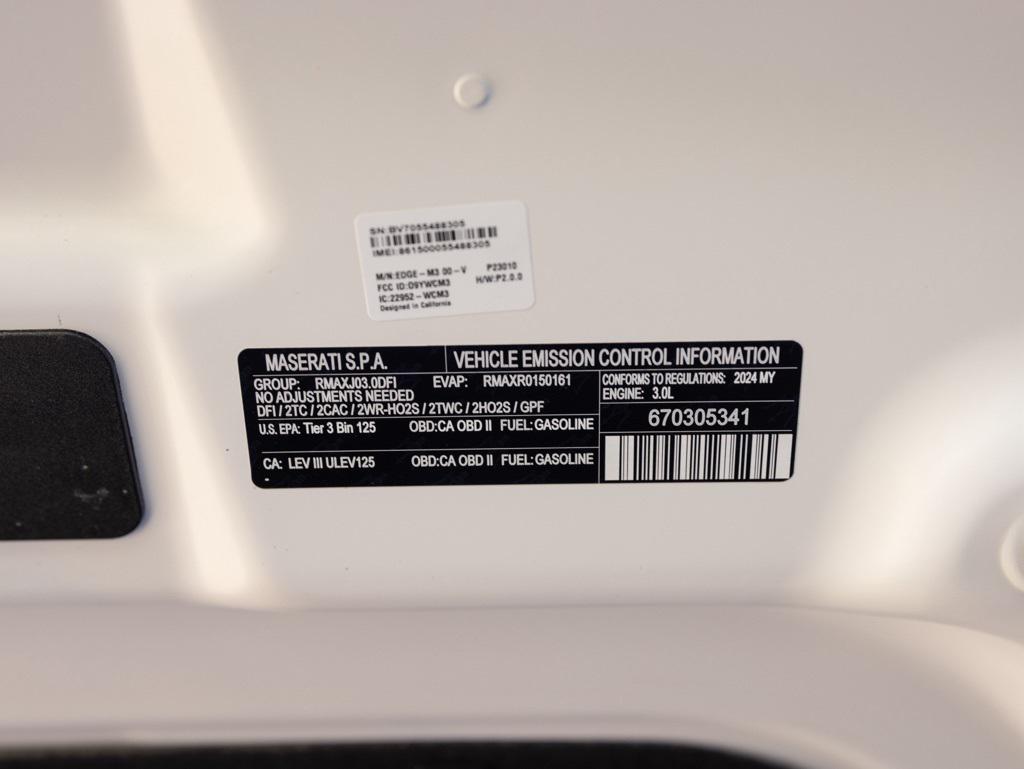 SN:BV7055488305
IMEI:861500055488305
M/N:EDGE-M3 00-V P23010
FCC ID:D9YWCM3 H/W:P2.0.0
IC:22952-WCM3
Designed in California
MASERATI S.P.A. VEHICLE EMISSION CONTROL INFORMATION
GROUP: RMAXJ03.0DFI EVAP: RMAXR0150161
NO ADJUSTMENTS NEEDED
DFI / 2TC / 2CAC / 2WR-HO2S / 2TWC / 2HO2S / GPF
U.S. EPA: Tier 3 Bin 125 OBD:CA OBD II FUEL:GASOLINE
CA: LEV III ULEV125 OBD:CA OBD II FUEL:GASOLINE
CONFORMS TO REGULATIONS: 2024 MY
ENGINE: 3.0L
670305341